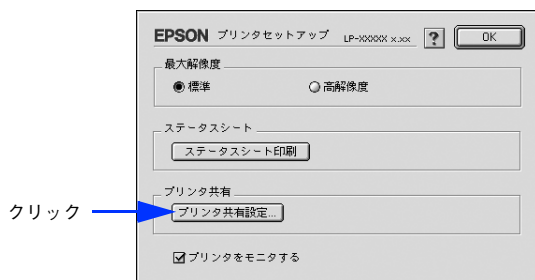 EPSON プリンタセットアップ LP-XXXXX x.xx ? OK
最大解像度
標準 高解像度
ステータスシート
ステータスシート印刷
プリンタ共有
クリック プリンタ共有設定...
プリンタをモニタする